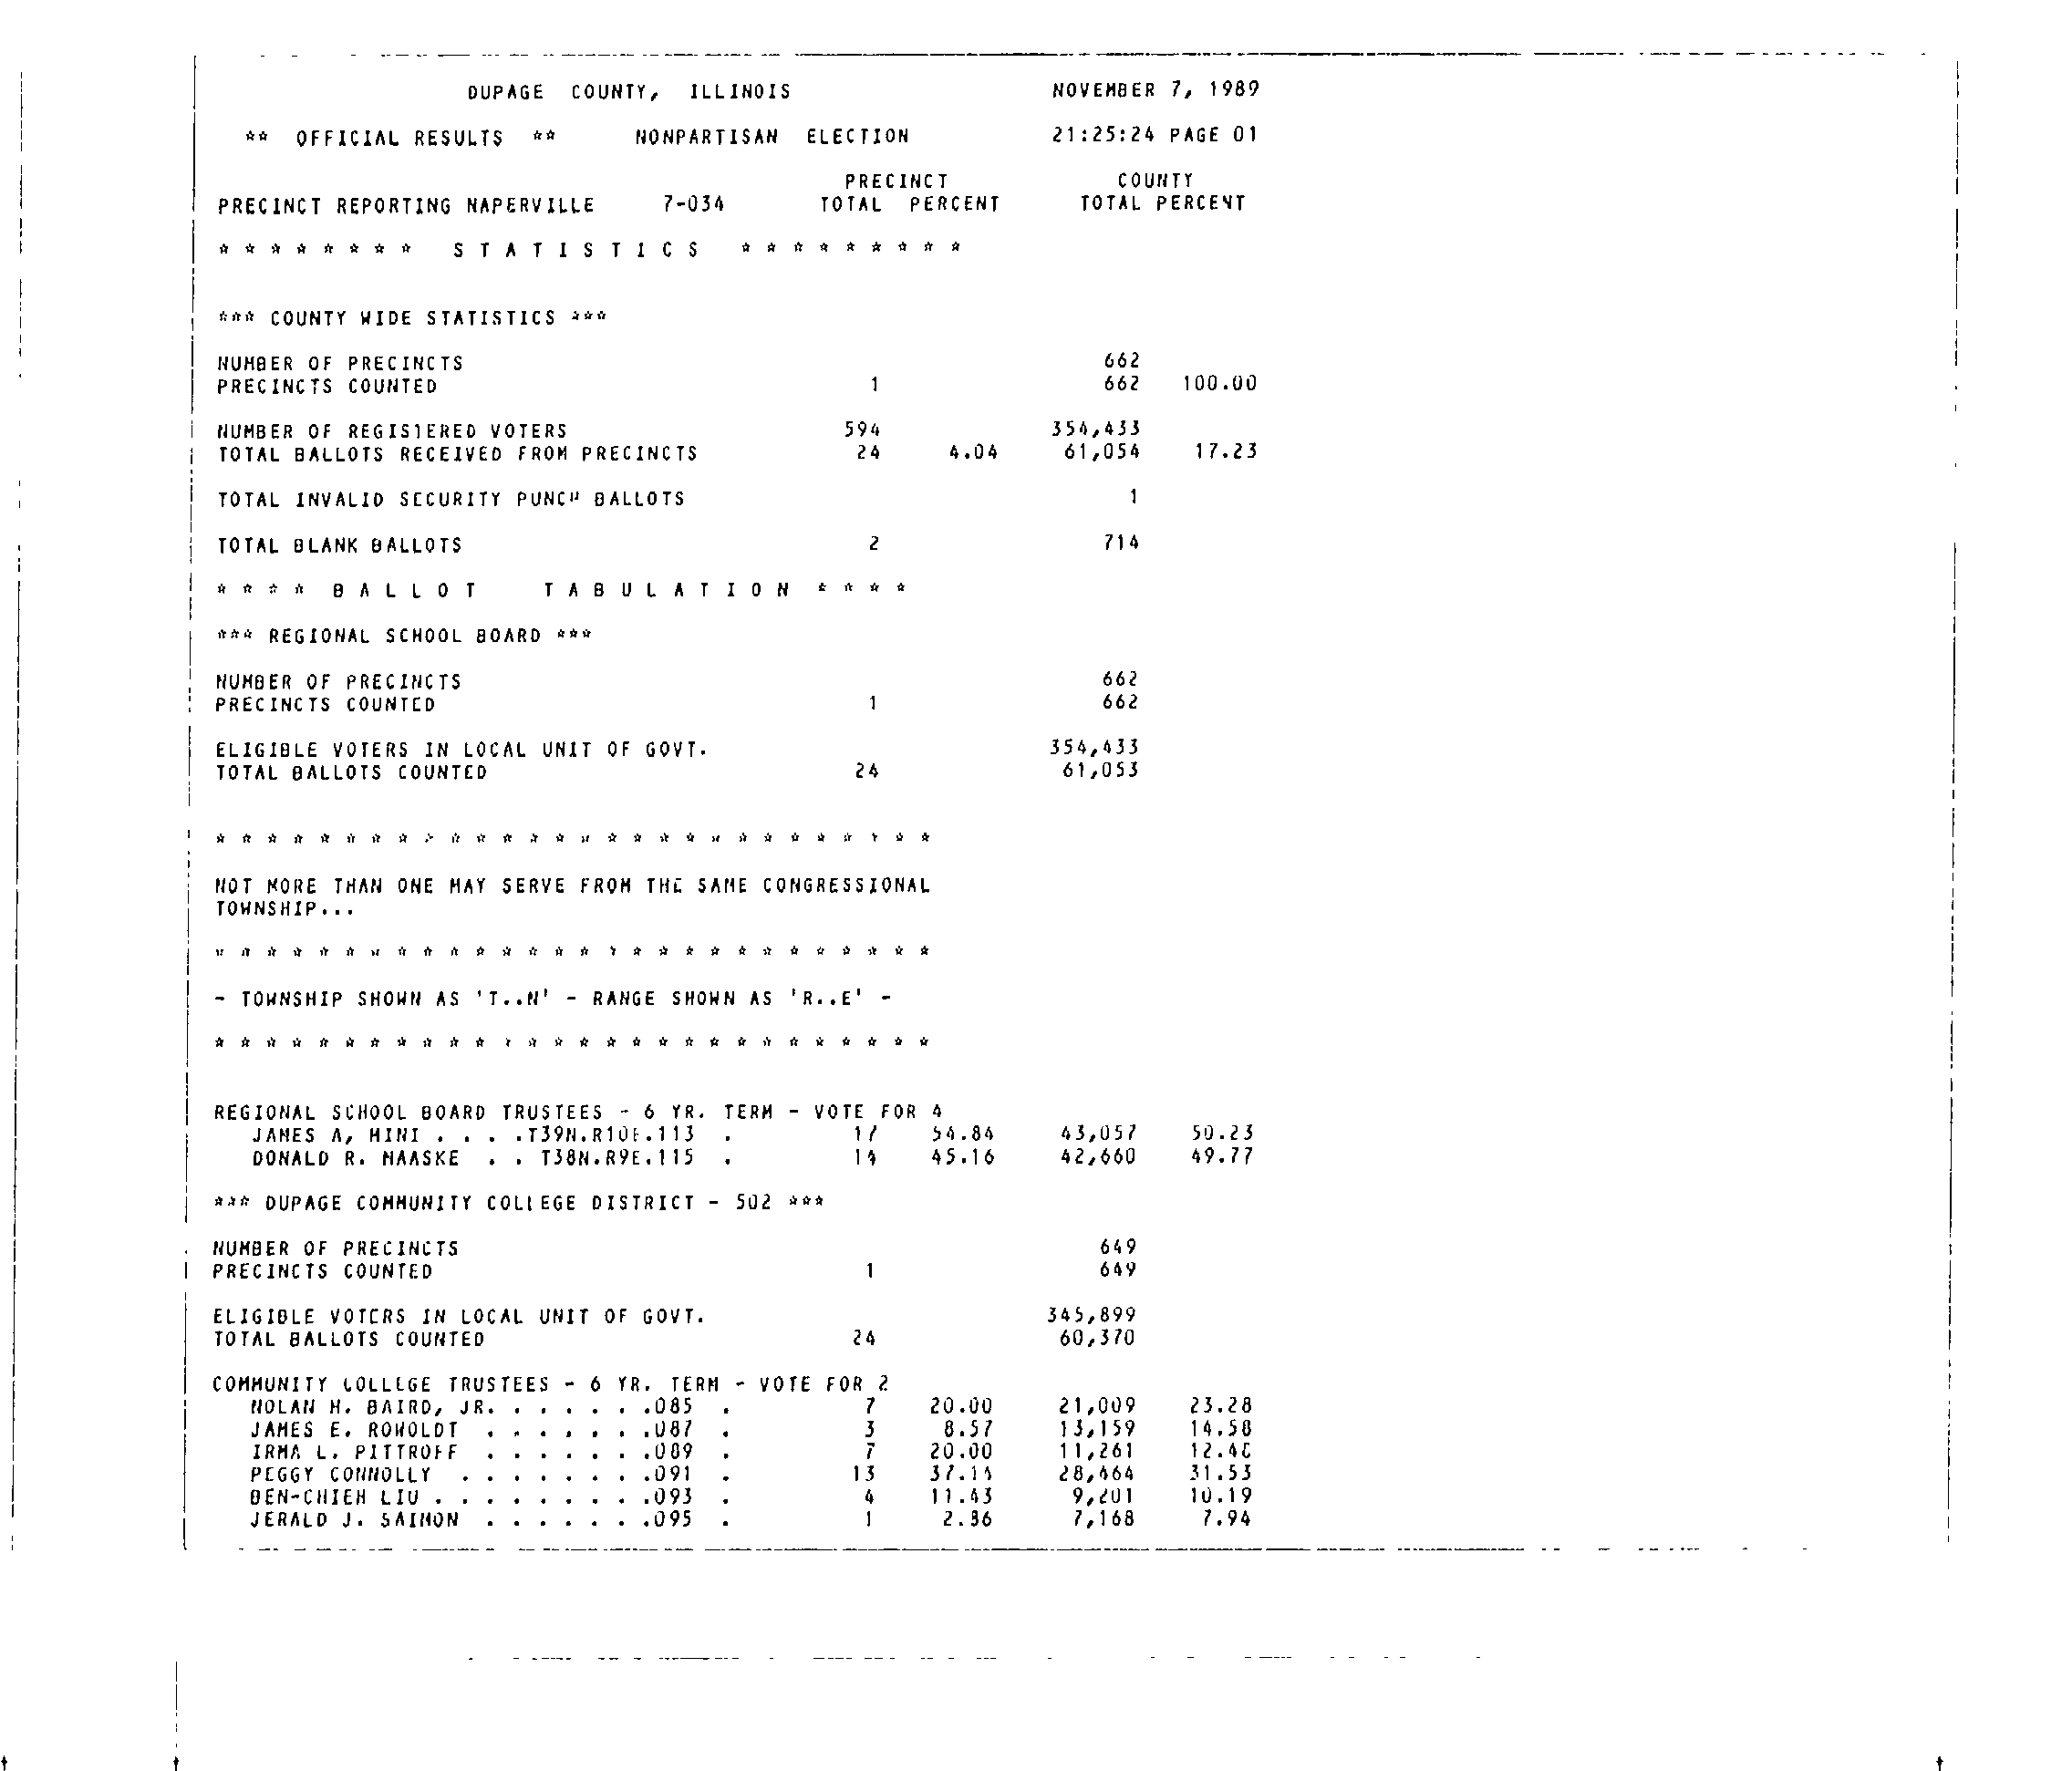 DUPAGE COUNTY, ILLINOIS NOVEMBER 7, 1989
** OFFICIAL RESULTS ** NONPARTISAN ELECTION 21:25:24 PAGE 01
PRECINCT COUNTY
PRECINCT REPORTING NAPERVILLE 7-034 TOTAL PERCENT TOTAL PERCENT
* * * * * * * * S T A T I S T I C S * * * * * * * * *
*** COUNTY WIDE STATISTICS ***
NUMBER OF PRECINCTS 662
PRECINCTS COUNTED 1 662 100.00
NUMBER OF REGISTERED VOTERS 594 354,433
TOTAL BALLOTS RECEIVED FROM PRECINCTS 24 4.04 61,054 17.23
TOTAL INVALID SECURITY PUNCH BALLOTS 1
TOTAL BLANK BALLOTS 2 714
* * * * B A L L O T T A B U L A T I O N * * * *
*** REGIONAL SCHOOL BOARD ***
NUMBER OF PRECINCTS 662
PRECINCTS COUNTED 1 662
ELIGIBLE VOTERS IN LOCAL UNIT OF GOVT. 354,433
TOTAL BALLOTS COUNTED 24 61,053
* * * * * * * * * * * * * * * * * * * * * * * * * * * *
NOT MORE THAN ONE MAY SERVE FROM THE SAME CONGRESSIONAL
TOWNSHIP...
* * * * * * * * * * * * * * * * * * * * * * * * * * * *
- TOWNSHIP SHOWN AS 'T..N' - RANGE SHOWN AS 'R..E' -
* * * * * * * * * * * * * * * * * * * * * * * * * * * *
REGIONAL SCHOOL BOARD TRUSTEES - 6 YR. TERM - VOTE FOR 4
JAMES A, HINI . . . .T39N.R10E.113 . 17 54.84 43,057 50.23
DONALD R. MAASKE . . T38N.R9E.115 . 14 45.16 42,660 49.77
*** DUPAGE COMMUNITY COLLEGE DISTRICT - 502 ***
NUMBER OF PRECINCTS 649
PRECINCTS COUNTED 1 649
ELIGIBLE VOTERS IN LOCAL UNIT OF GOVT. 345,899
TOTAL BALLOTS COUNTED 24 60,370
COMMUNITY COLLEGE TRUSTEES - 6 YR. TERM - VOTE FOR 2
NOLAN H. BAIRD, JR. . . . . . .085 . 7 20.00 21,009 23.28
JAMES E. ROWOLDT . . . . . . .087 . 3 8.57 13,159 14.58
IRMA L. PITTROFF . . . . . . .089 . 7 20.00 11,261
PEGGY CONNOLLY . . . . . . . .091 . 13 37.14 28,464 31.53
BEN-CHIEH LIU . . . . . . . . .093 . 4 11.43 9,201 10.19
JERALD J. SAIMON . . . . . . .095 . 1 2.86 7,168 7.94